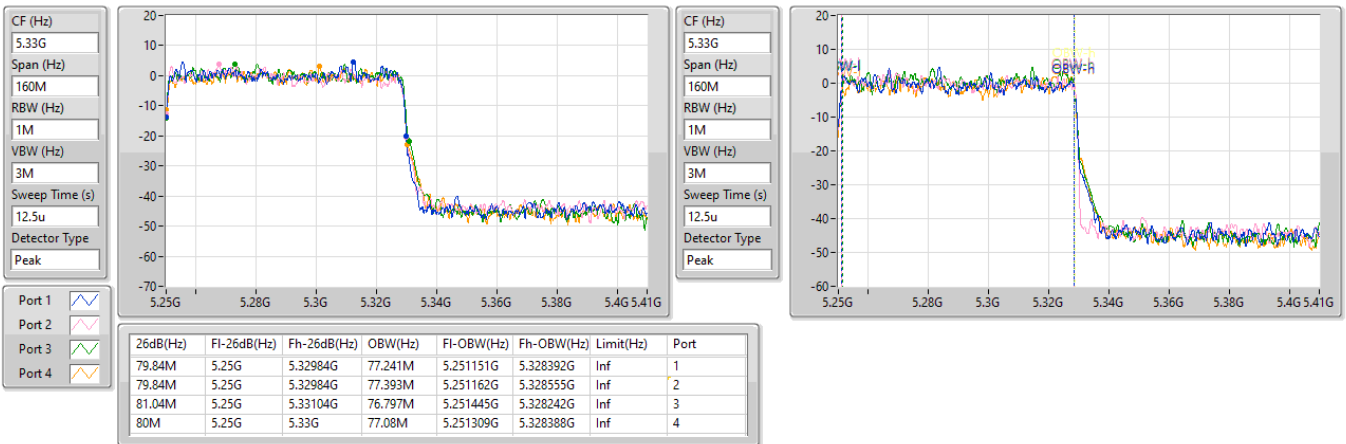 CF (Hz)
5.33G
Span (Hz)
160M
RBW (Hz)
1M
VBW (Hz)
3M
Sweep Time (s)
12.5u
Detector Type
Peak
20
10
0
-10
-20
-30
-40
-50
-60
-70
5.25G 5.28G 5.3G 5.32G 5.34G 5.36G 5.38G 5.4G 5.41G
CF (Hz)
5.33G
Span (Hz)
160M
RBW (Hz)
1M
VBW (Hz)
3M
Sweep Time (s)
12.5u
Detector Type
Peak
20
10
0
-10
-20
-30
-40
-50
-60
W-l
OBW-h
5.25G 5.28G 5.3G 5.32G 5.34G 5.36G 5.38G 5.4G 5.41G
Port 1
Port 2
Port 3
Port 4
26dB(Hz) Fl-26dB(Hz) Fh-26dB(Hz) OBW(Hz) Fl-OBW(Hz) Fh-OBW(Hz) Limit(Hz) Port
79.84M 5.25G 5.32984G 77.241M 5.251151G 5.328392G Inf 1
79.84M 5.25G 5.32984G 77.393M 5.251162G 5.328555G Inf 2
81.04M 5.25G 5.33104G 76.797M 5.251445G 5.328242G Inf 3
80M 5.25G 5.33G 77.08M 5.251309G 5.328388G Inf 4